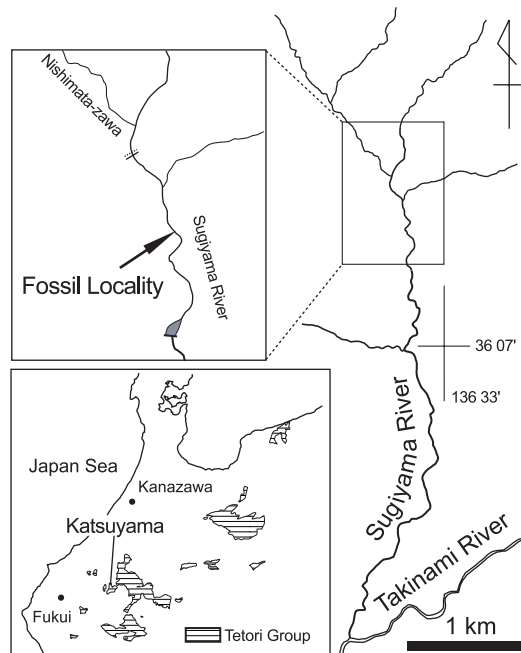 Nishimata-zawa
Sugiyama River
Fossil Locality
36 07'
136 33'
Sugiyama River
Takinami River
1 km
Japan Sea
Kanazawa
Katsuyama
Fukui
Tetori Group